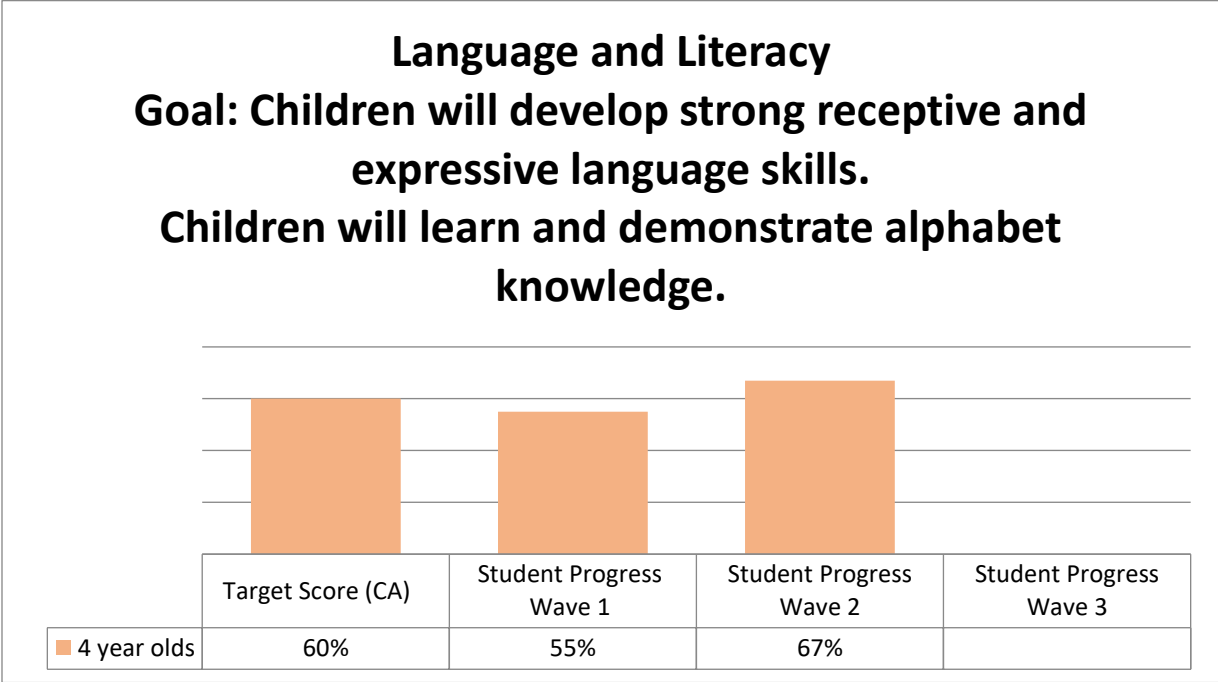 Language and Literacy
Goal: Children will develop strong receptive and
expressive language skills.
Children will learn and demonstrate alphabet
knowledge.
Target Score (CA)
Student Progress
Wave 1
Student Progress
Wave 2
Student Progress
Wave 3
4 year olds
60%
55%
67%